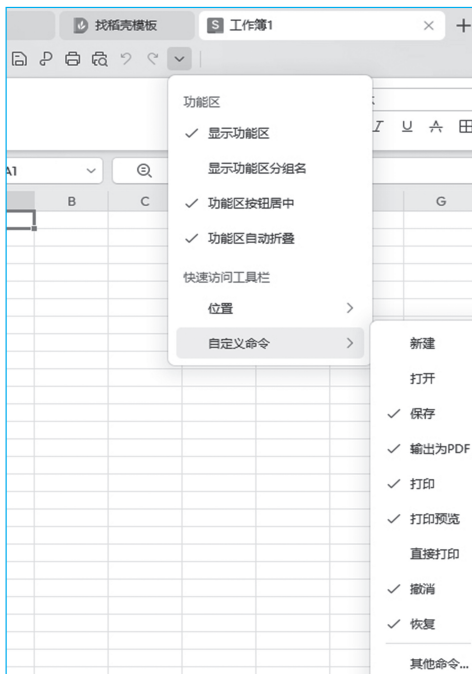 找稻壳模板
S 工作簿1
功能区
显示功能区
显示功能区分组名
功能区按钮居中
功能区自动折叠
快速访问工具栏
位置
自定义命令
I U A
A1
B C G
新建
打开
保存
输出为PDF
打印
打印预览
直接打印
撤消
恢复
其他命令...